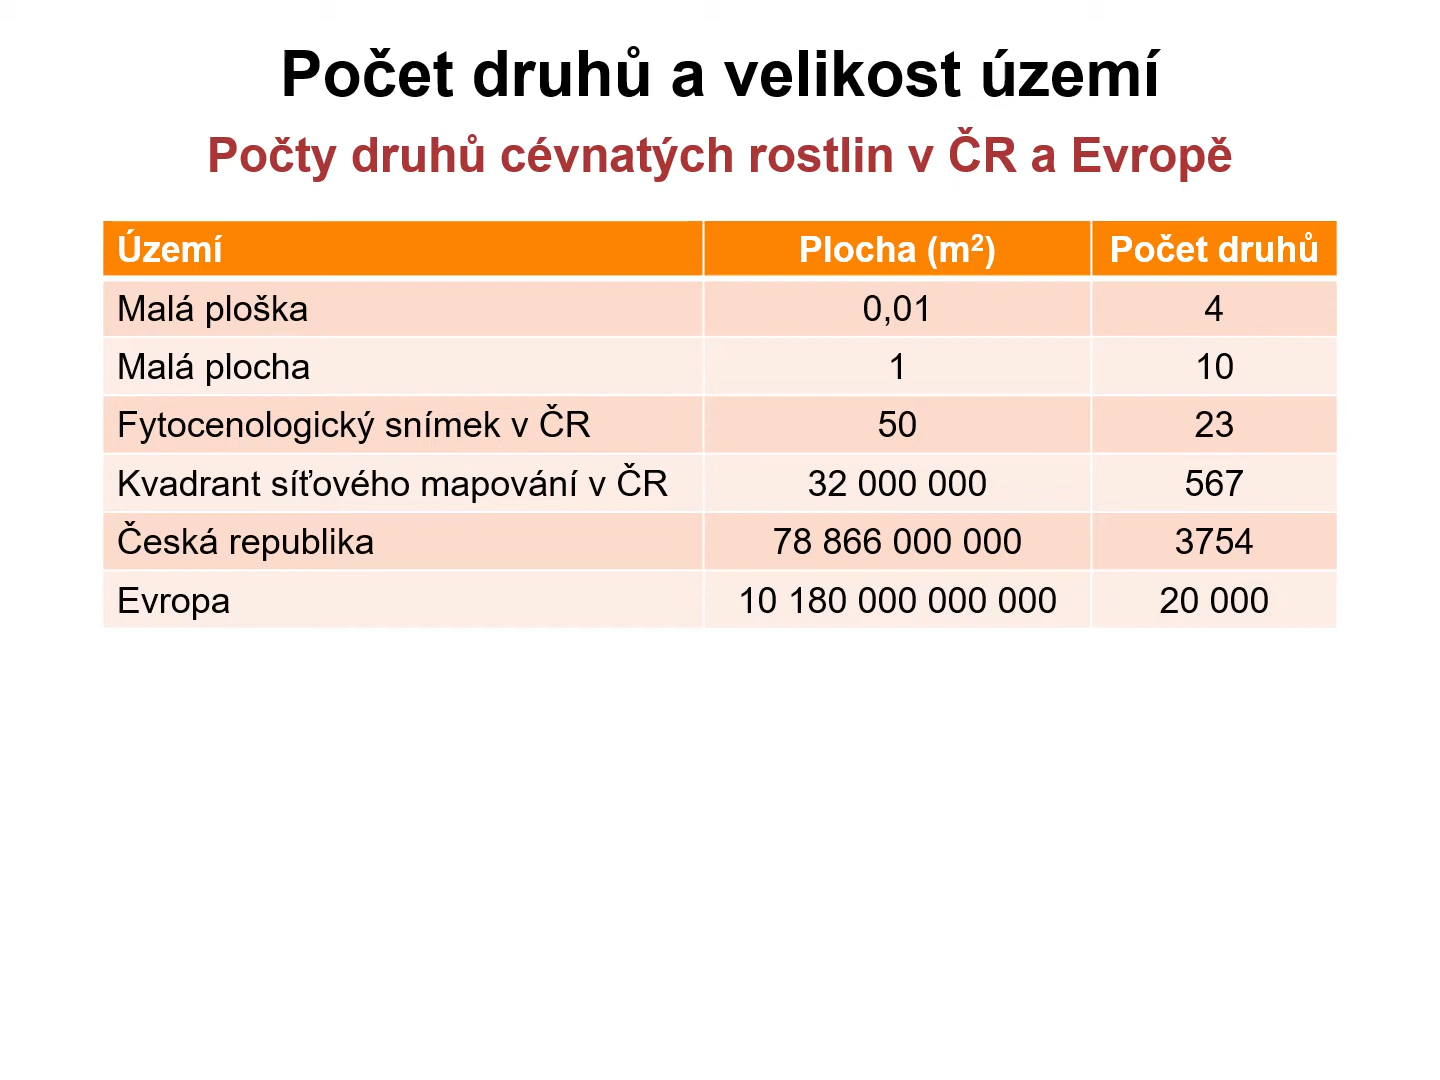 Počet druhů a velikost území
Počty druhů cévnatých rostlin v ČR a Evropě
Území Plocha (m²) Počet druhů
Malá ploška 0,01 4
Malá plocha 1 10
Fytocenologický snímek v ČR 50 23
Kvadrant síťového mapování v ČR 32 000 000 567
Česká republika 78 866 000 000 3754
Evropa 10 180 000 000 000 20 000